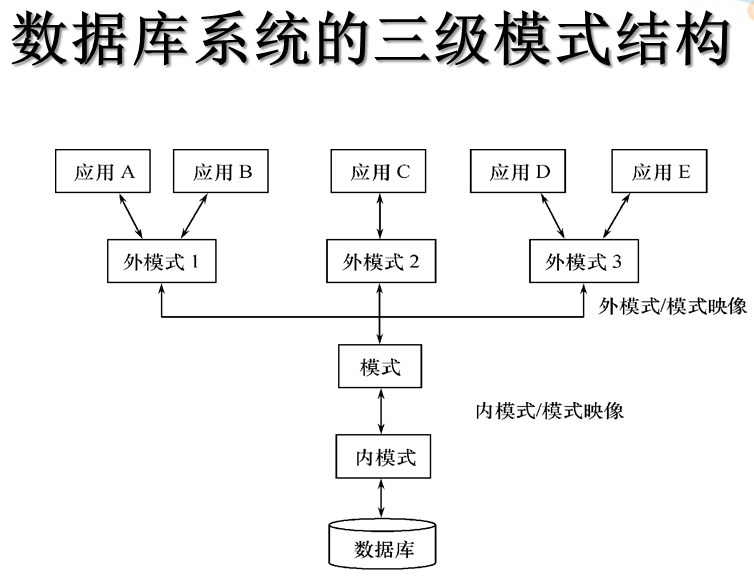 数据库系统的三级模式结构
应用 A
应用 B
应用 C
应用 D
应用 E
外模式 1
外模式 2
外模式 3
外模式/模式映像
模式
内模式/模式映像
内模式
数据库